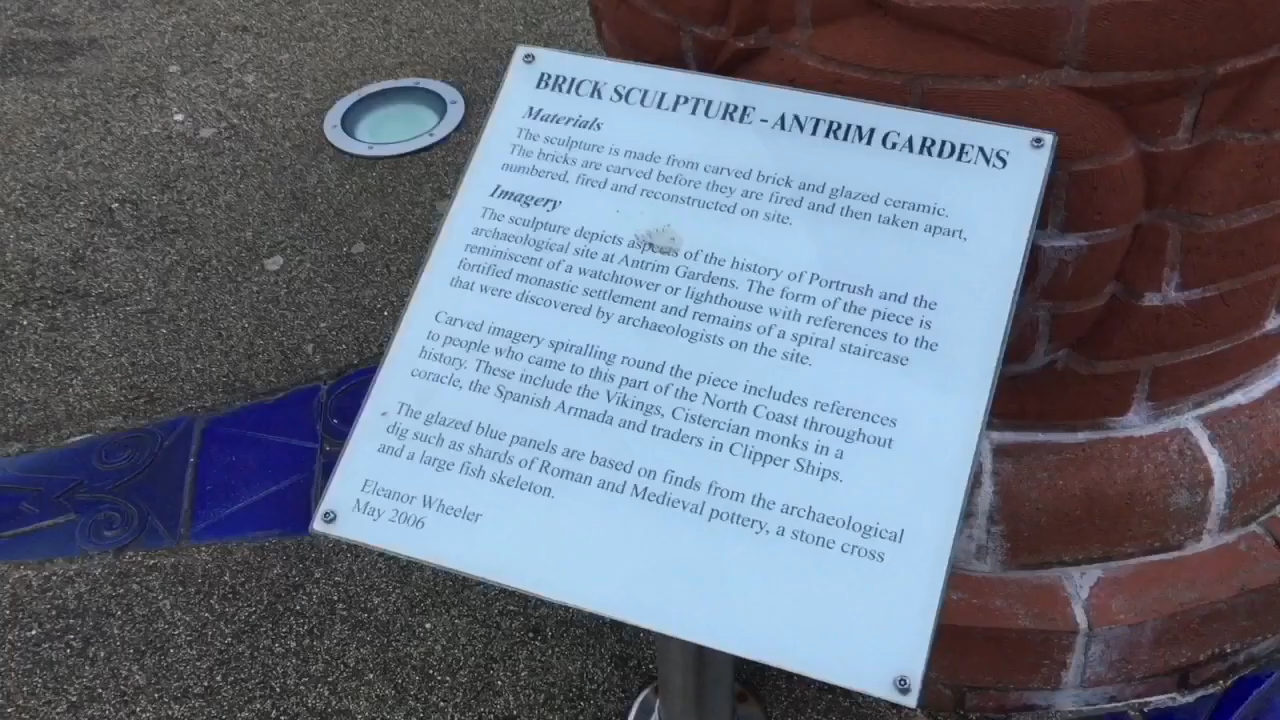 BRICK SCULPTURE - ANTRIM GARDENS
Materials
The sculpture is made from carved brick and glazed ceramic.
The bricks are carved before they are fired and then taken apart,
numbered, fired and reconstructed on site.
Imagery
The sculpture depicts aspects of the history of Portrush and the
archaeological site at Antrim Gardens. The form of the piece is
reminiscent of a watchtower or lighthouse with references to the
fortified monastic settlement and remains of a spiral staircase
that were discovered by archaeologists on the site.
Carved imagery spiralling round the piece includes references
to people who came to this part of the North Coast throughout
history. These include the Vikings, Cistercian monks in a
coracle, the Spanish Armada and traders in Clipper Ships.
The glazed blue panels are based on finds from the archaeological
dig such as shards of Roman and Medieval pottery, a stone cross
and a large fish skeleton.
Eleanor Wheeler
May 2006